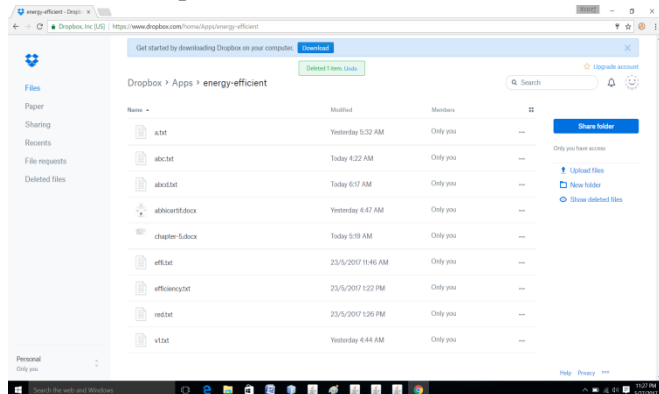 energy-efficient - Dropb
Dropbox, Inc [US] | https://www.dropbox.com/home/Apps/energy-efficient
Get started by downloading Dropbox on your computer. Download
Deleted 1 item. Undo
Upgrade account
Dropbox > Apps > energy-efficient
Search
Files
Paper
Sharing
Recents
File requests
Deleted files
Name Modified Members
a.txt Yesterday 5:32 AM Only you
abc.txt Today 4:22 AM Only you
abcd.txt Today 6:17 AM Only you
abhicertif.docx Yesterday 4:47 AM Only you
chapter-5.docx Today 5:19 AM Only you
effi.txt 23/5/2017 11:46 AM Only you
efficiency.txt 23/5/2017 1:22 PM Only you
red.txt 23/5/2017 1:26 PM Only you
v1.txt Yesterday 4:44 AM Only you
Share folder
Only you have access
Upload files
New folder
Show deleted files
Personal
Only you
Help Privacy
Search the web and Windows
11:27 PM